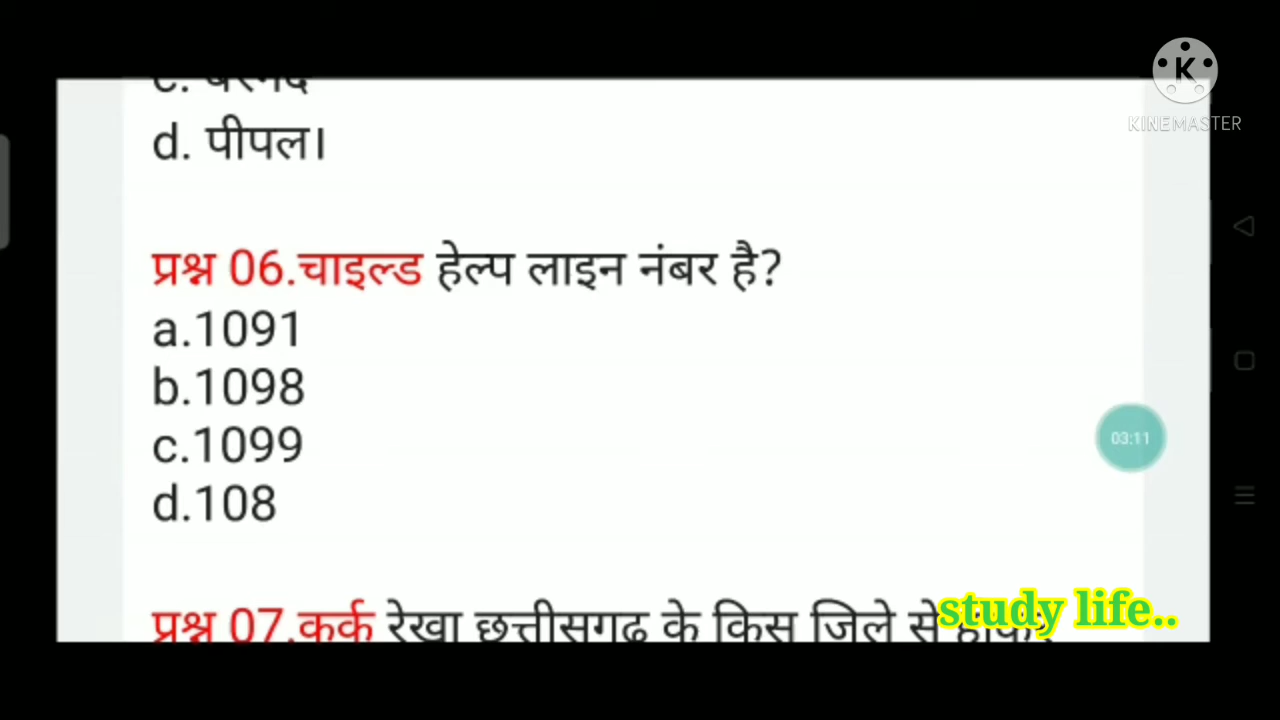 c. बरगद
d. पीपल।
प्रश्न 06.चाइल्ड हेल्प लाइन नंबर है?
a.1091
b.1098
c.1099
d.108
प्रश्न 07.कर्क रेखा छत्तीसगढ़ के किस जिले से
study life..
K
KINEMASTER
03:11